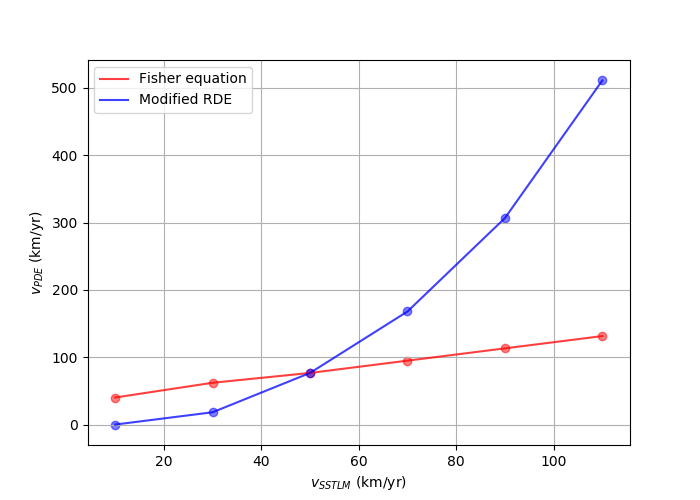 Fisher equation
Modified RDE
500
400
300
200
100
0
v_PDE (km/yr)
20 40 60 80 100
v_SSTLM (km/yr)